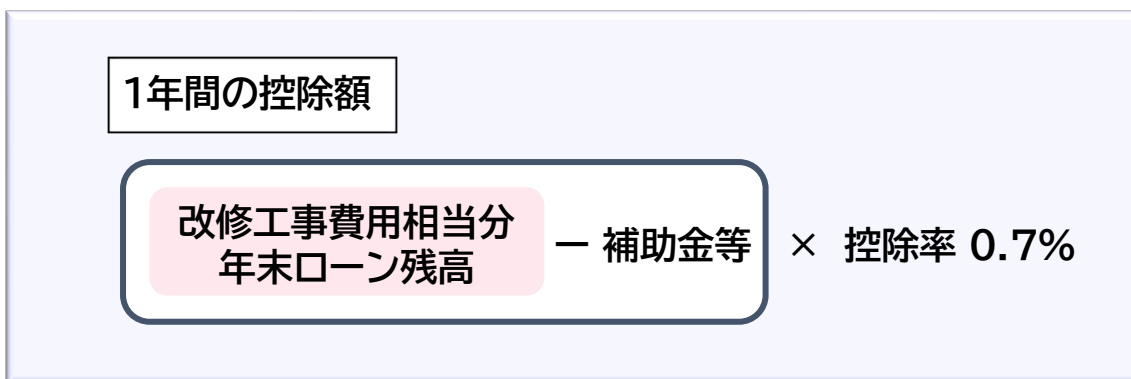 1年間の控除額
改修工事費用相当分
年末ローン残高
ー 補助金等 × 控除率 0.7%